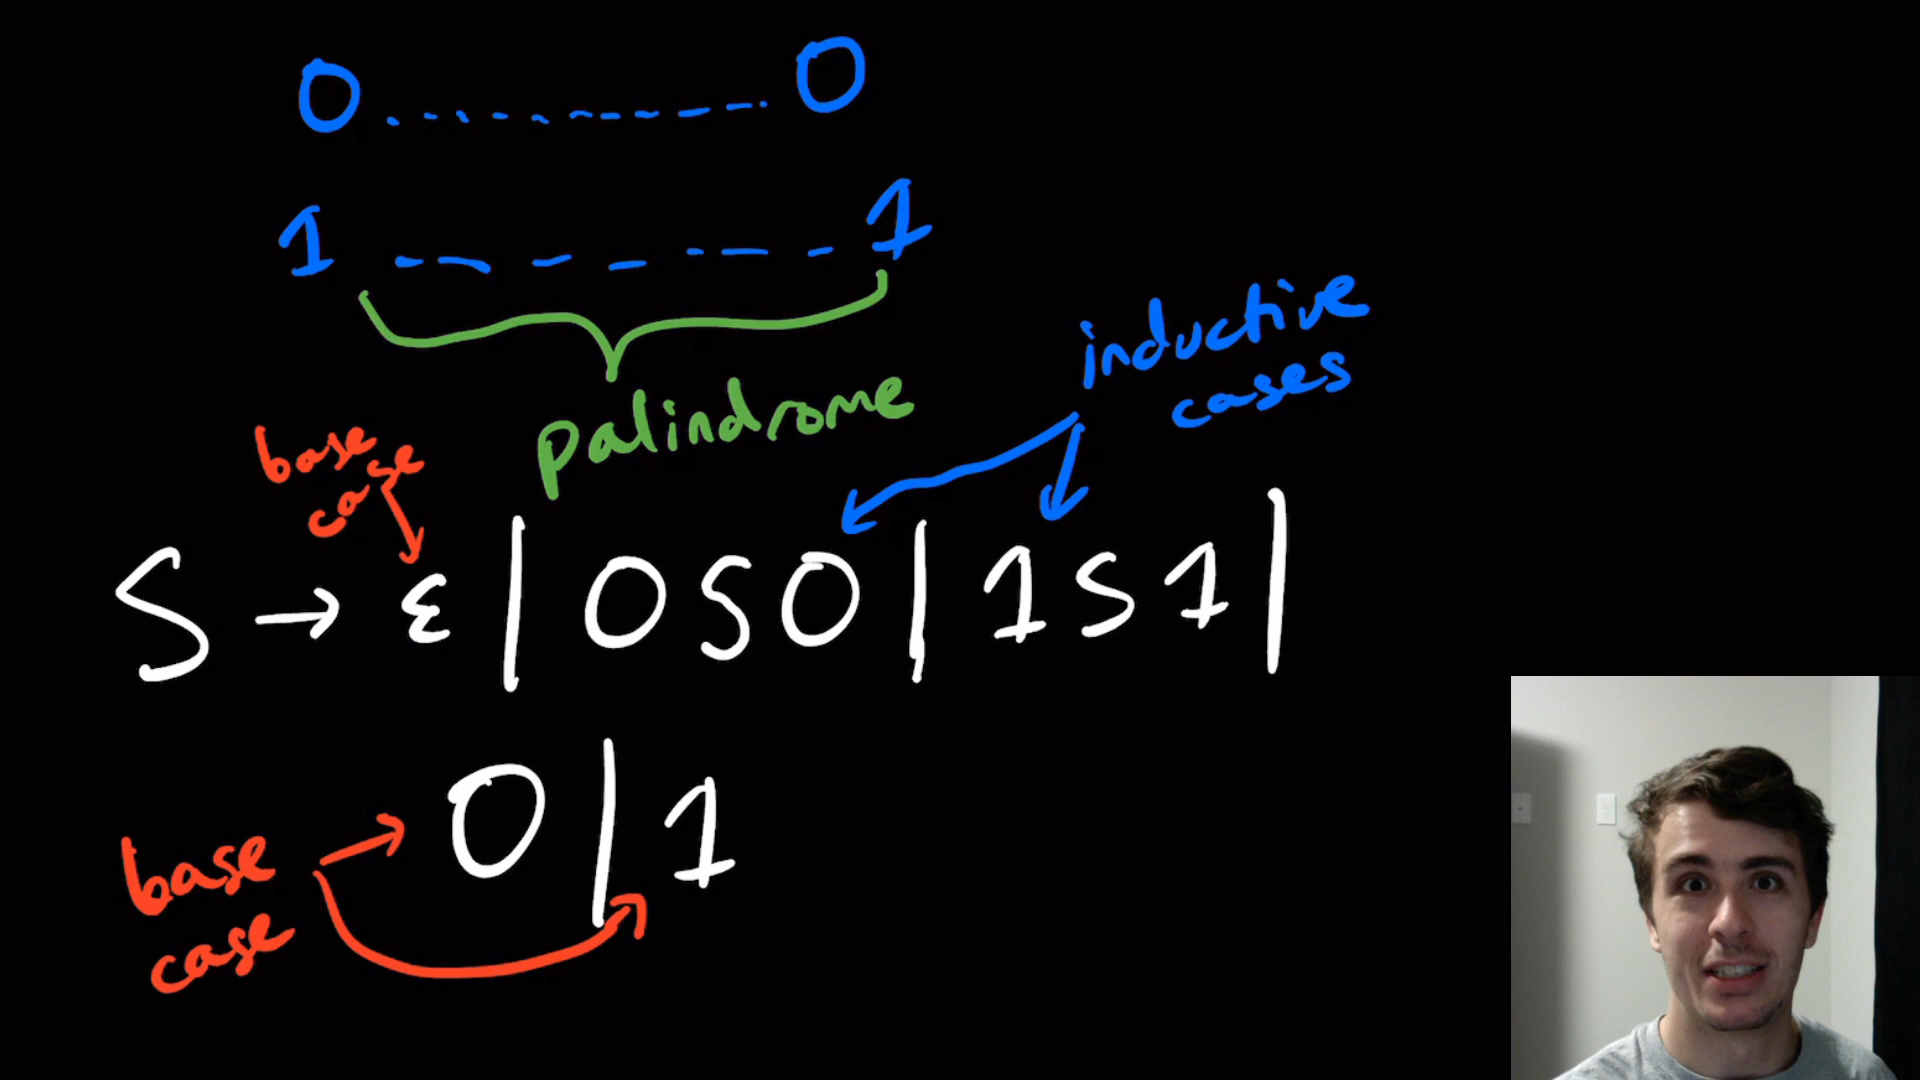 0 . . . - - - - - - - . 0
1 - - - - - - - 1
palindrome
inductive
cases
base
case
S → ε | 0S0 | 1S1 |
0 | 1
base
case